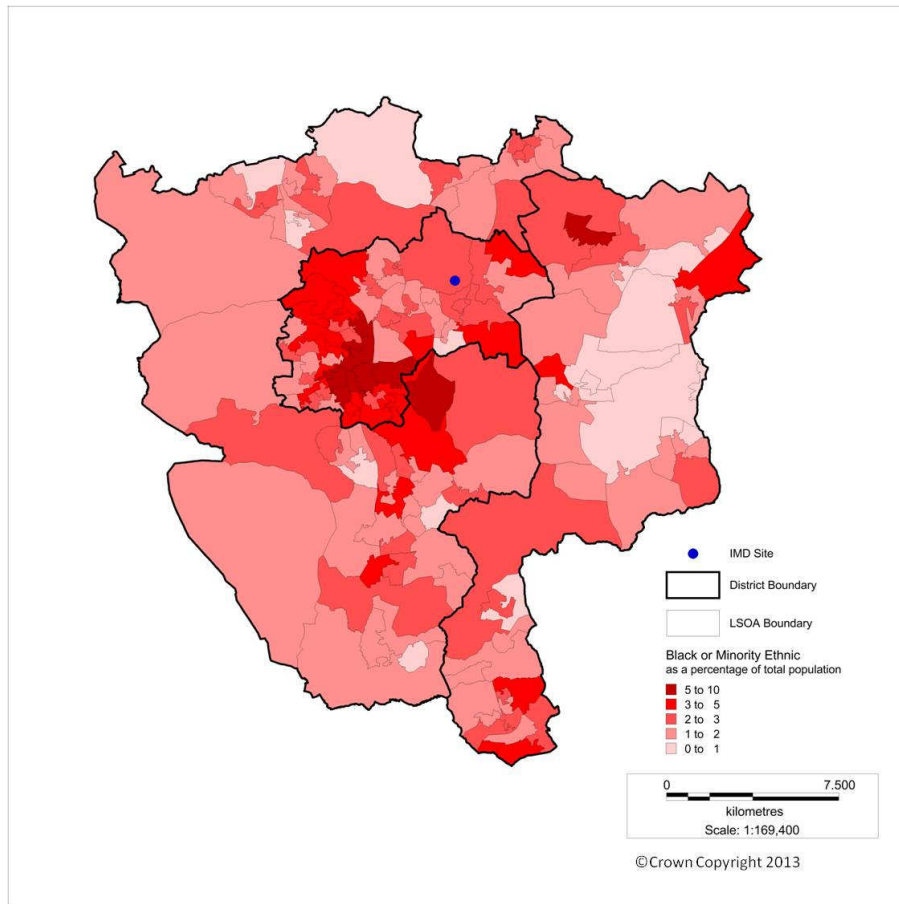 IMD Site
District Boundary
LSOA Boundary
Black or Minority Ethnic
as a percentage of total population
5 to 10
3 to 5
2 to 3
1 to 2
0 to 1
0 7.500
kilometres
Scale: 1:169,400
©Crown Copyright 2013